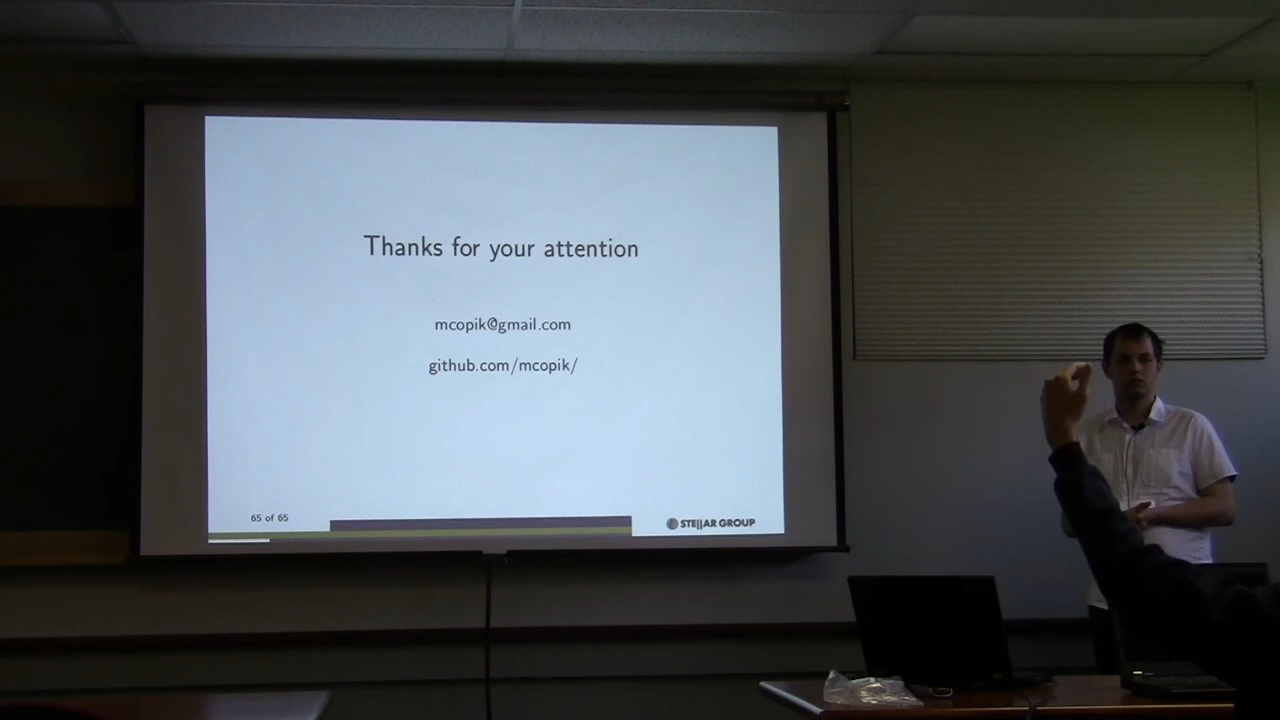 Thanks for your attention
mcopik@gmail.com
github.com/mcopik/
65 of 65
STE||AR GROUP